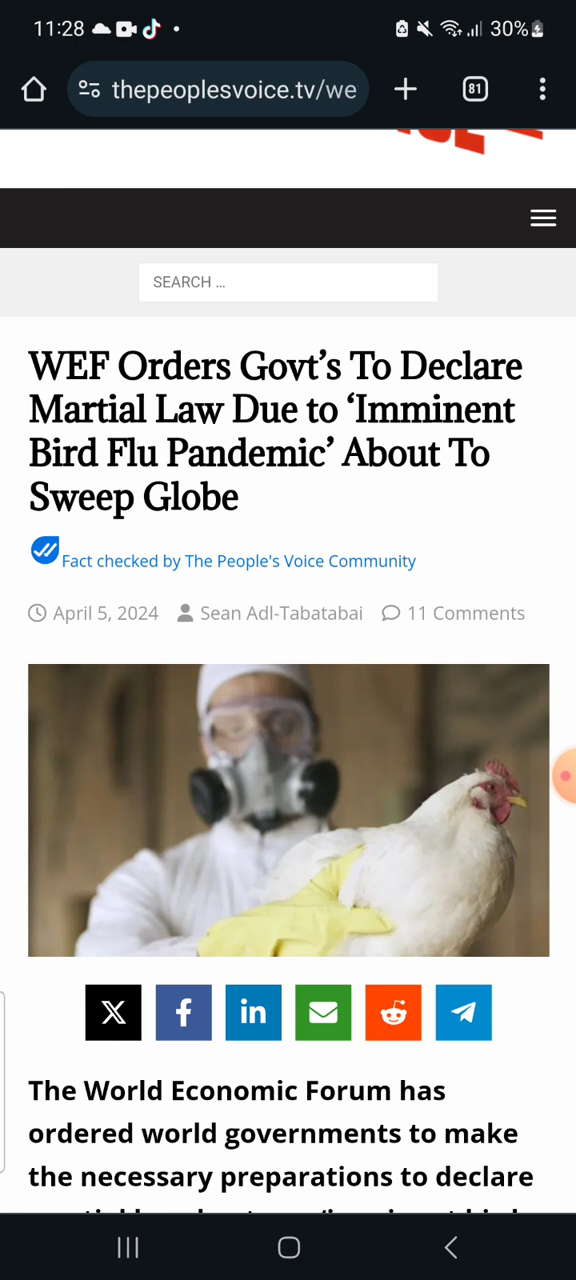 11:28
30%
thepeoplesvoice.tv/we
81
SEARCH …
WEF Orders Govt’s To Declare
Martial Law Due to ‘Imminent
Bird Flu Pandemic’ About To
Sweep Globe
Fact checked by The People's Voice Community
April 5, 2024 Sean Adl-Tabatabai 11 Comments
The World Economic Forum has
ordered world governments to make
the necessary preparations to declare